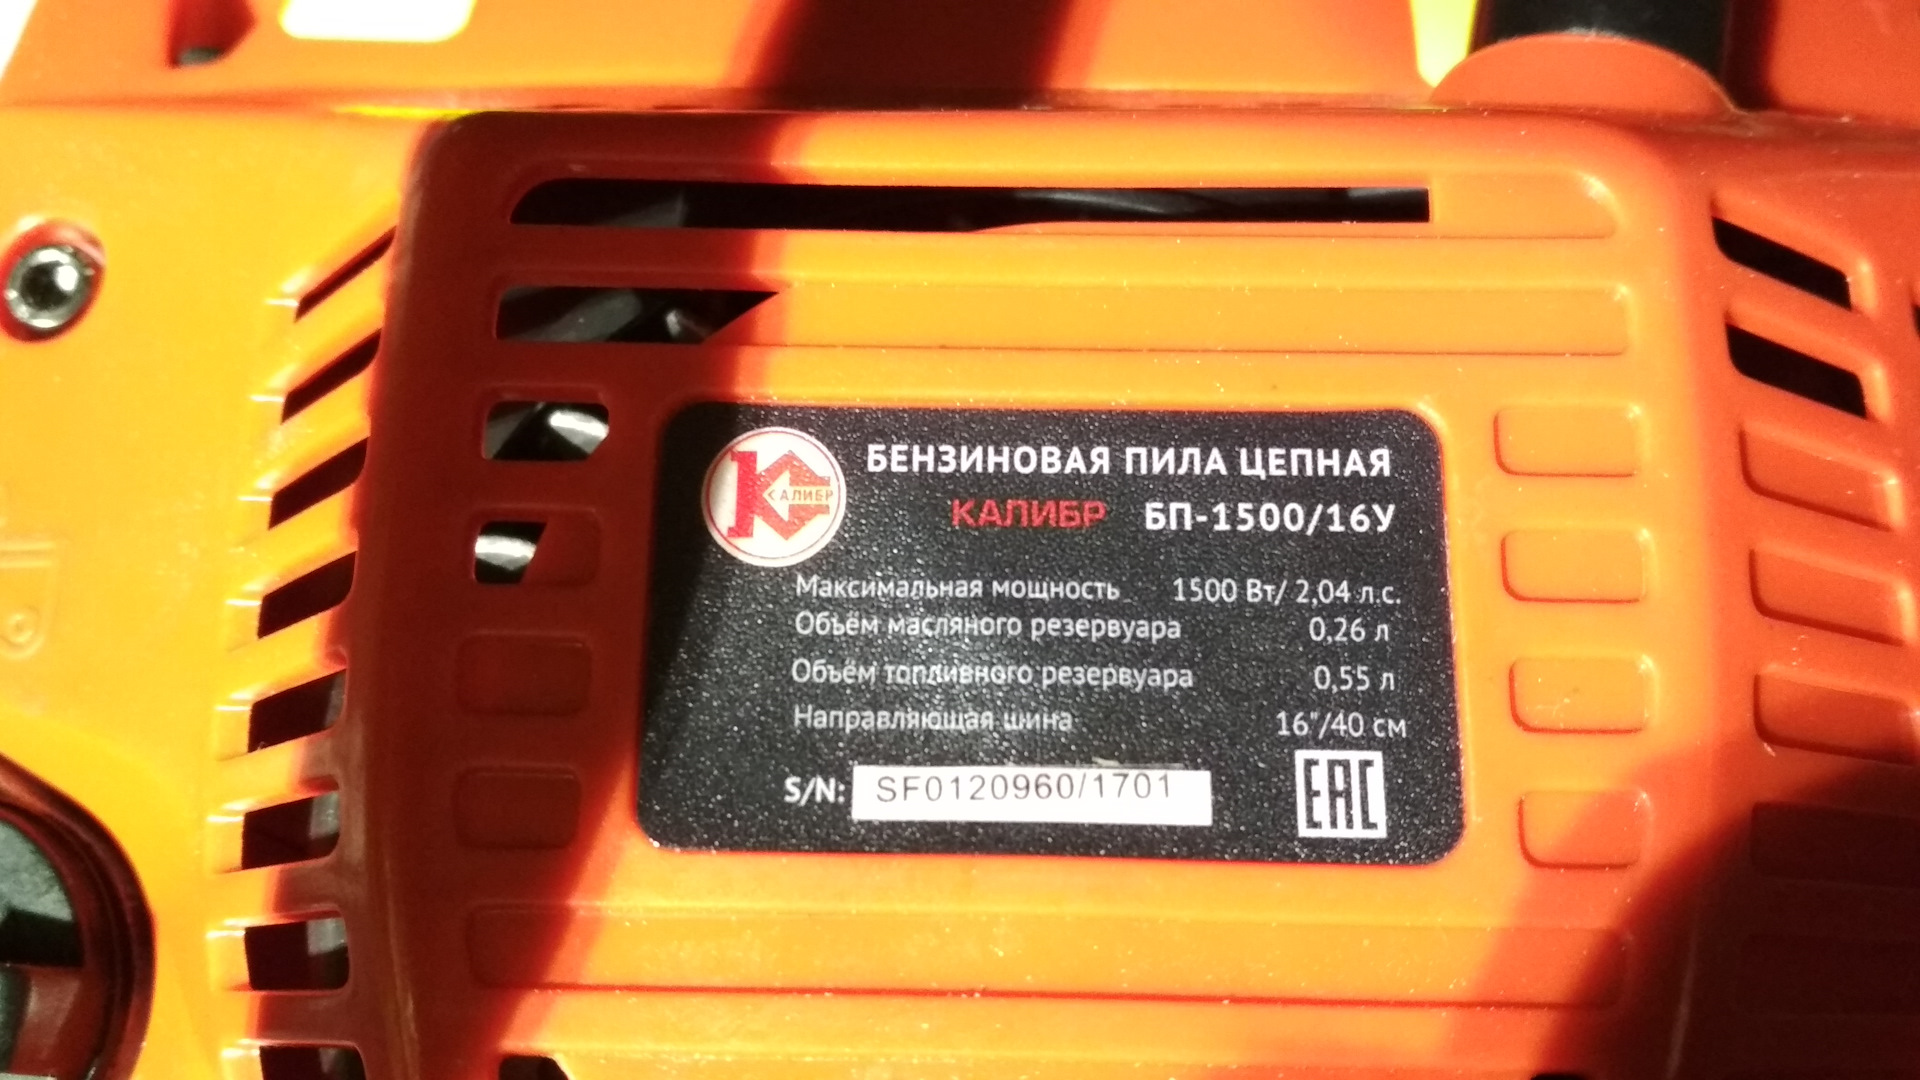 КАЛИБР
БЕНЗИНОВАЯ ПИЛА ЦЕПНАЯ
КАЛИБР БП-1500/16У
Максимальная мощность 1500 Вт/ 2,04 л.с.
Объём масляного резервуара 0,26 л
Объём топливного резервуара 0,55 л
Направляющая шина 16"/40 см
S/N: SF0120960/1701
EAC